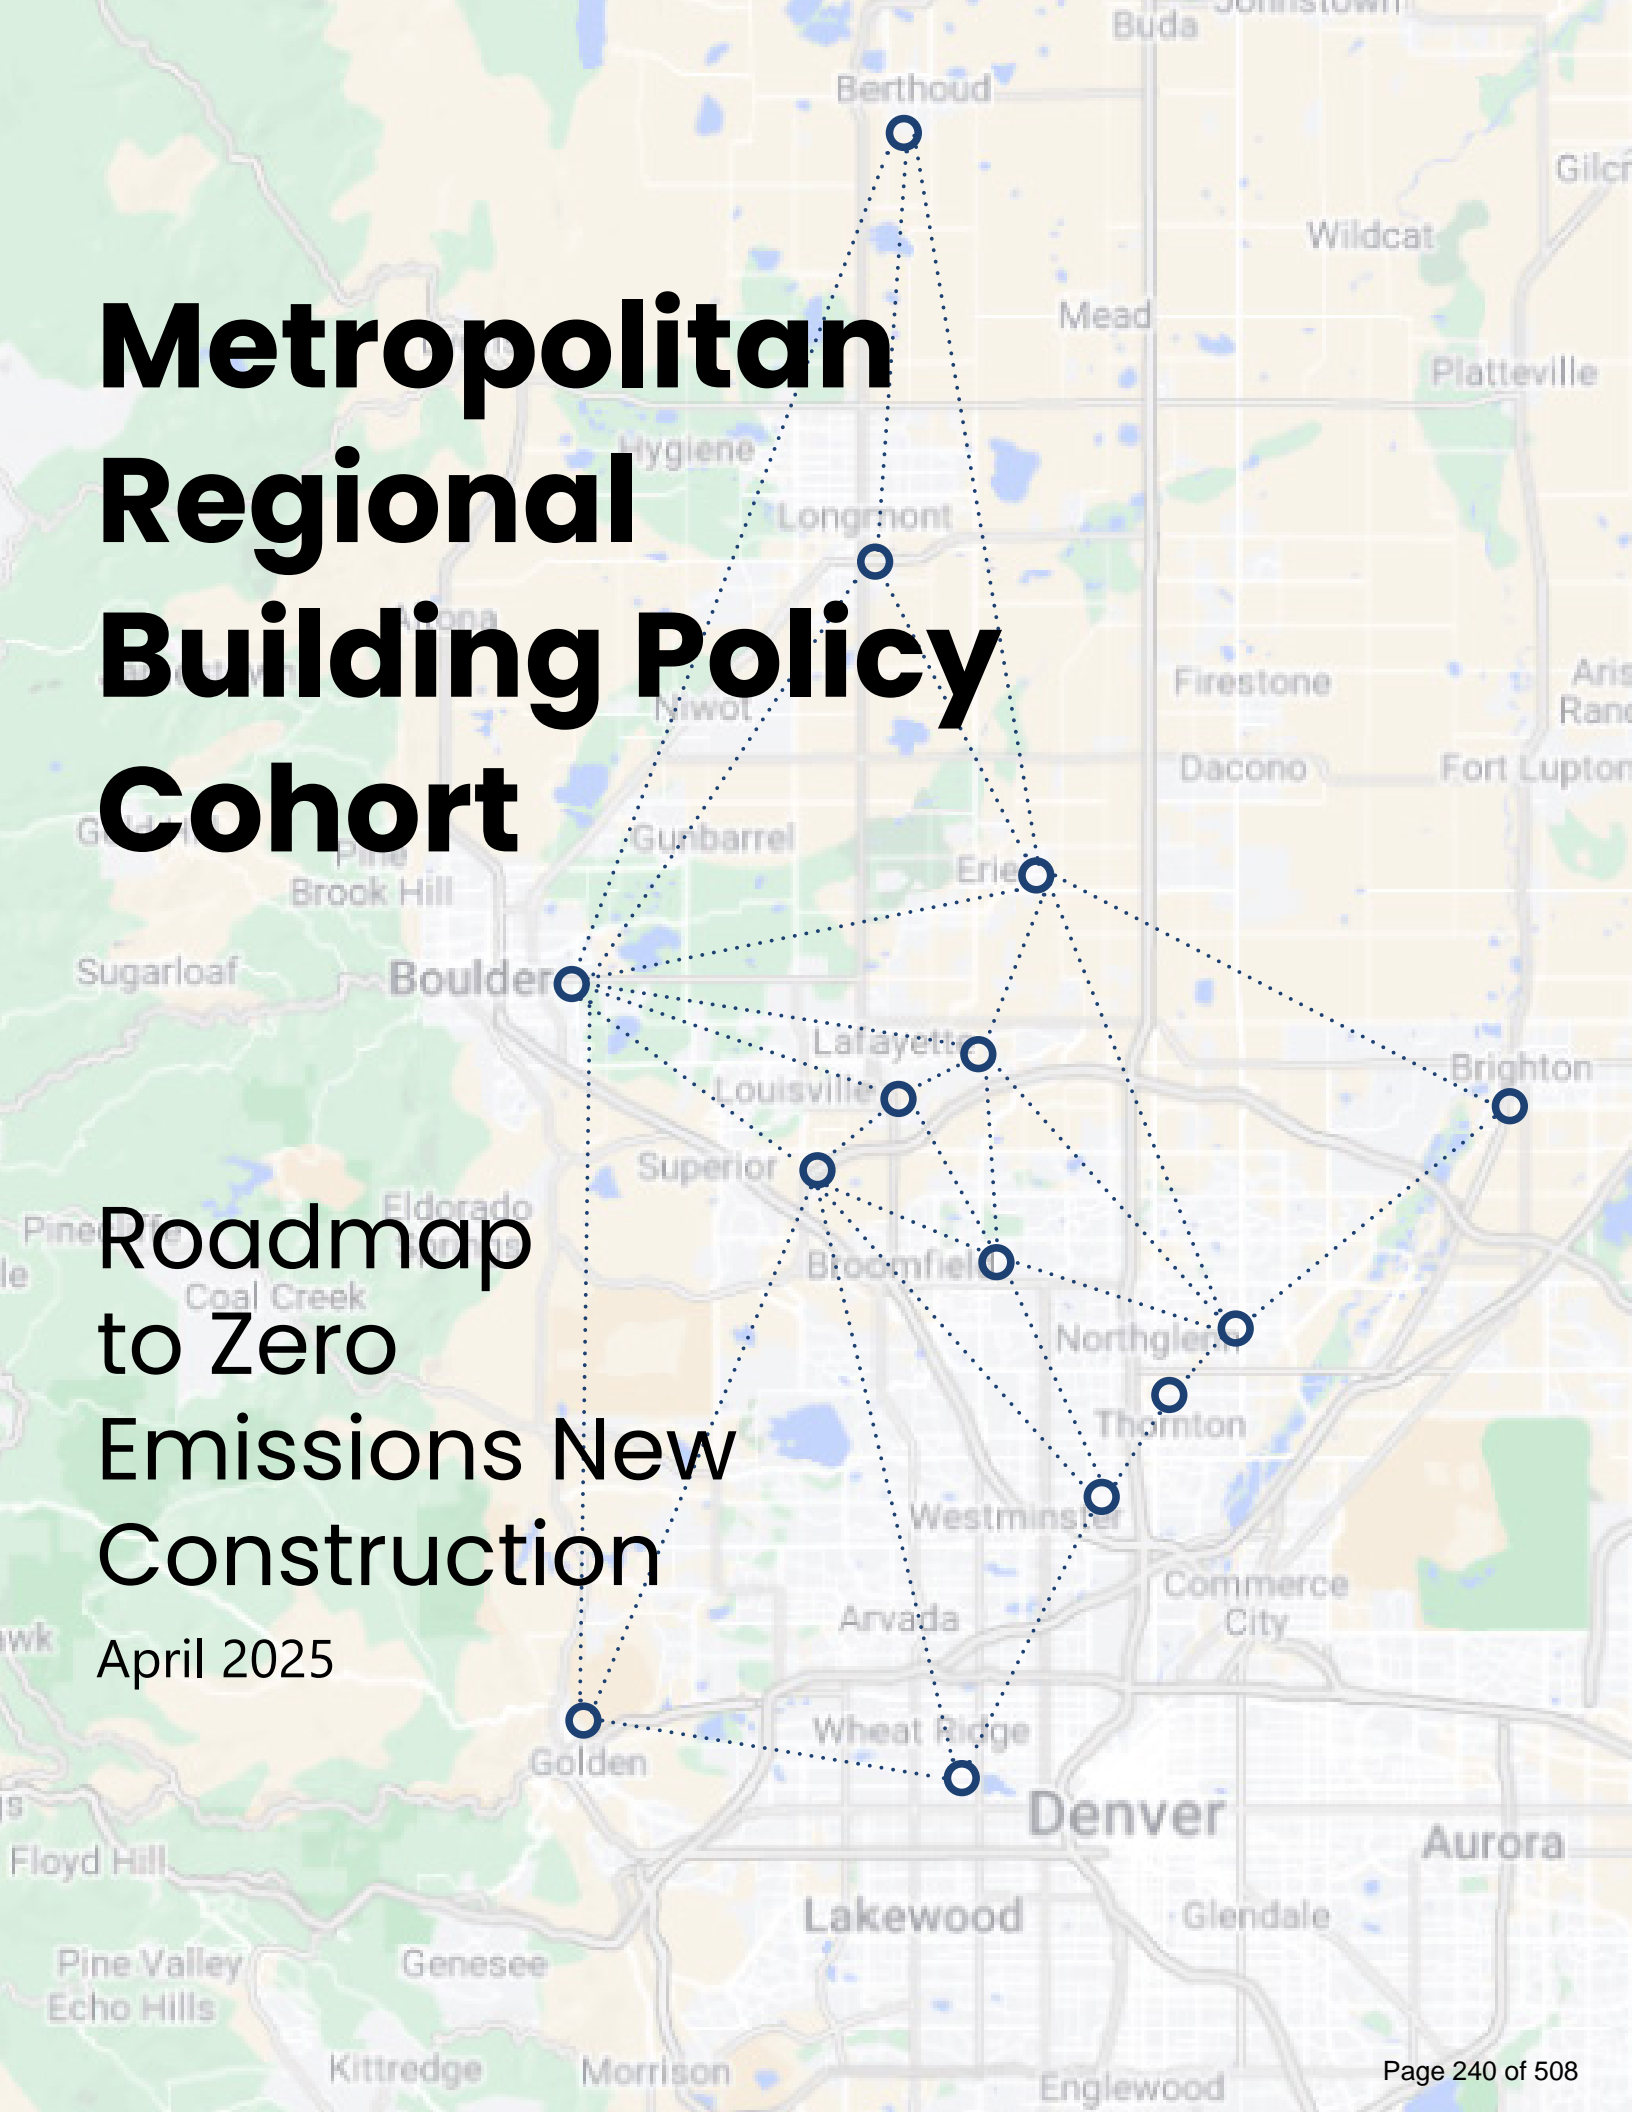 Johnstown
Buda
Berthoud
Wildcat
Mead
Platteville
Metropolitan
Hygiene
Regional
Longmont
Building Policy
Niwot
Firestone
Dacono
Fort Lupton
Cohort
Gunbarrel
Pine
Brook Hill
Erie
Sugarloaf
Boulder
Lafayette
Louisville
Brighton
Superior
Eldorado
Roadmap
Broomfield
Coal Creek
to Zero
Northglenn
Thornton
Emissions New
Westminster
Construction
Commerce
City
Arvada
April 2025
Wheat Ridge
Golden
Denver
Aurora
Floyd Hill
Lakewood
Glendale
Pine Valley
Genesee
Echo Hills
Kittredge
Morrison
Englewood
Page 240 of 508